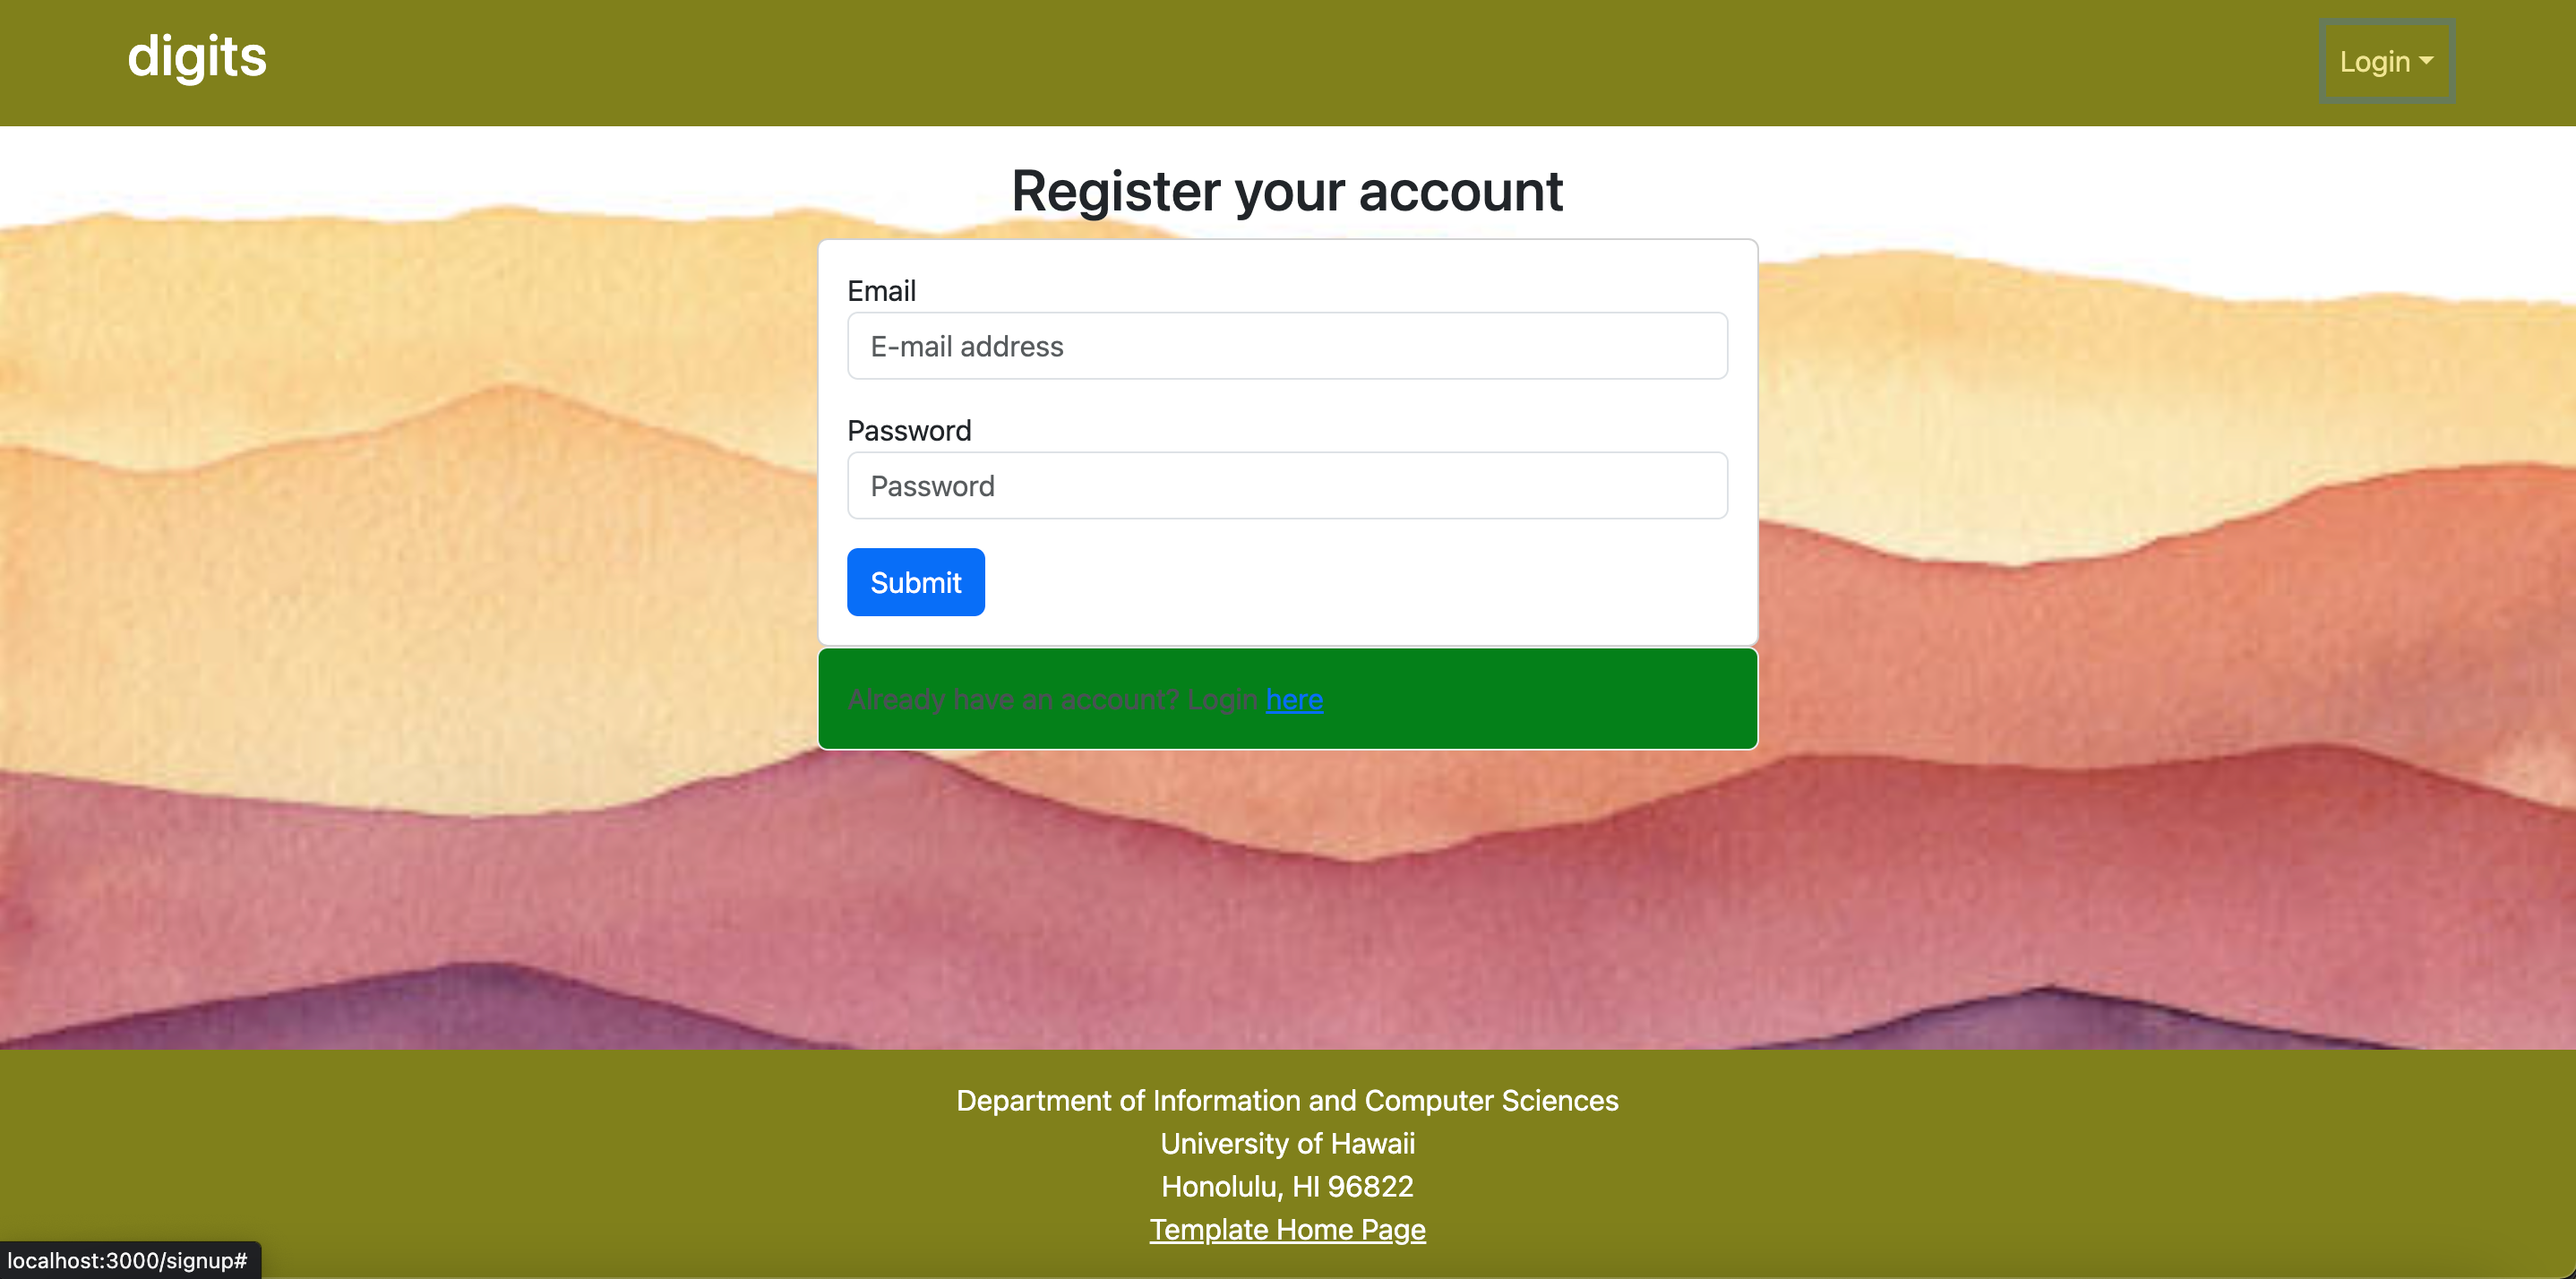 digits
Login
Register your account
Email
E-mail address
Password
Password
Submit
Already have an account? Login here
Department of Information and Computer Sciences
University of Hawaii
Honolulu, HI 96822
Template Home Page
localhost:3000/signup#